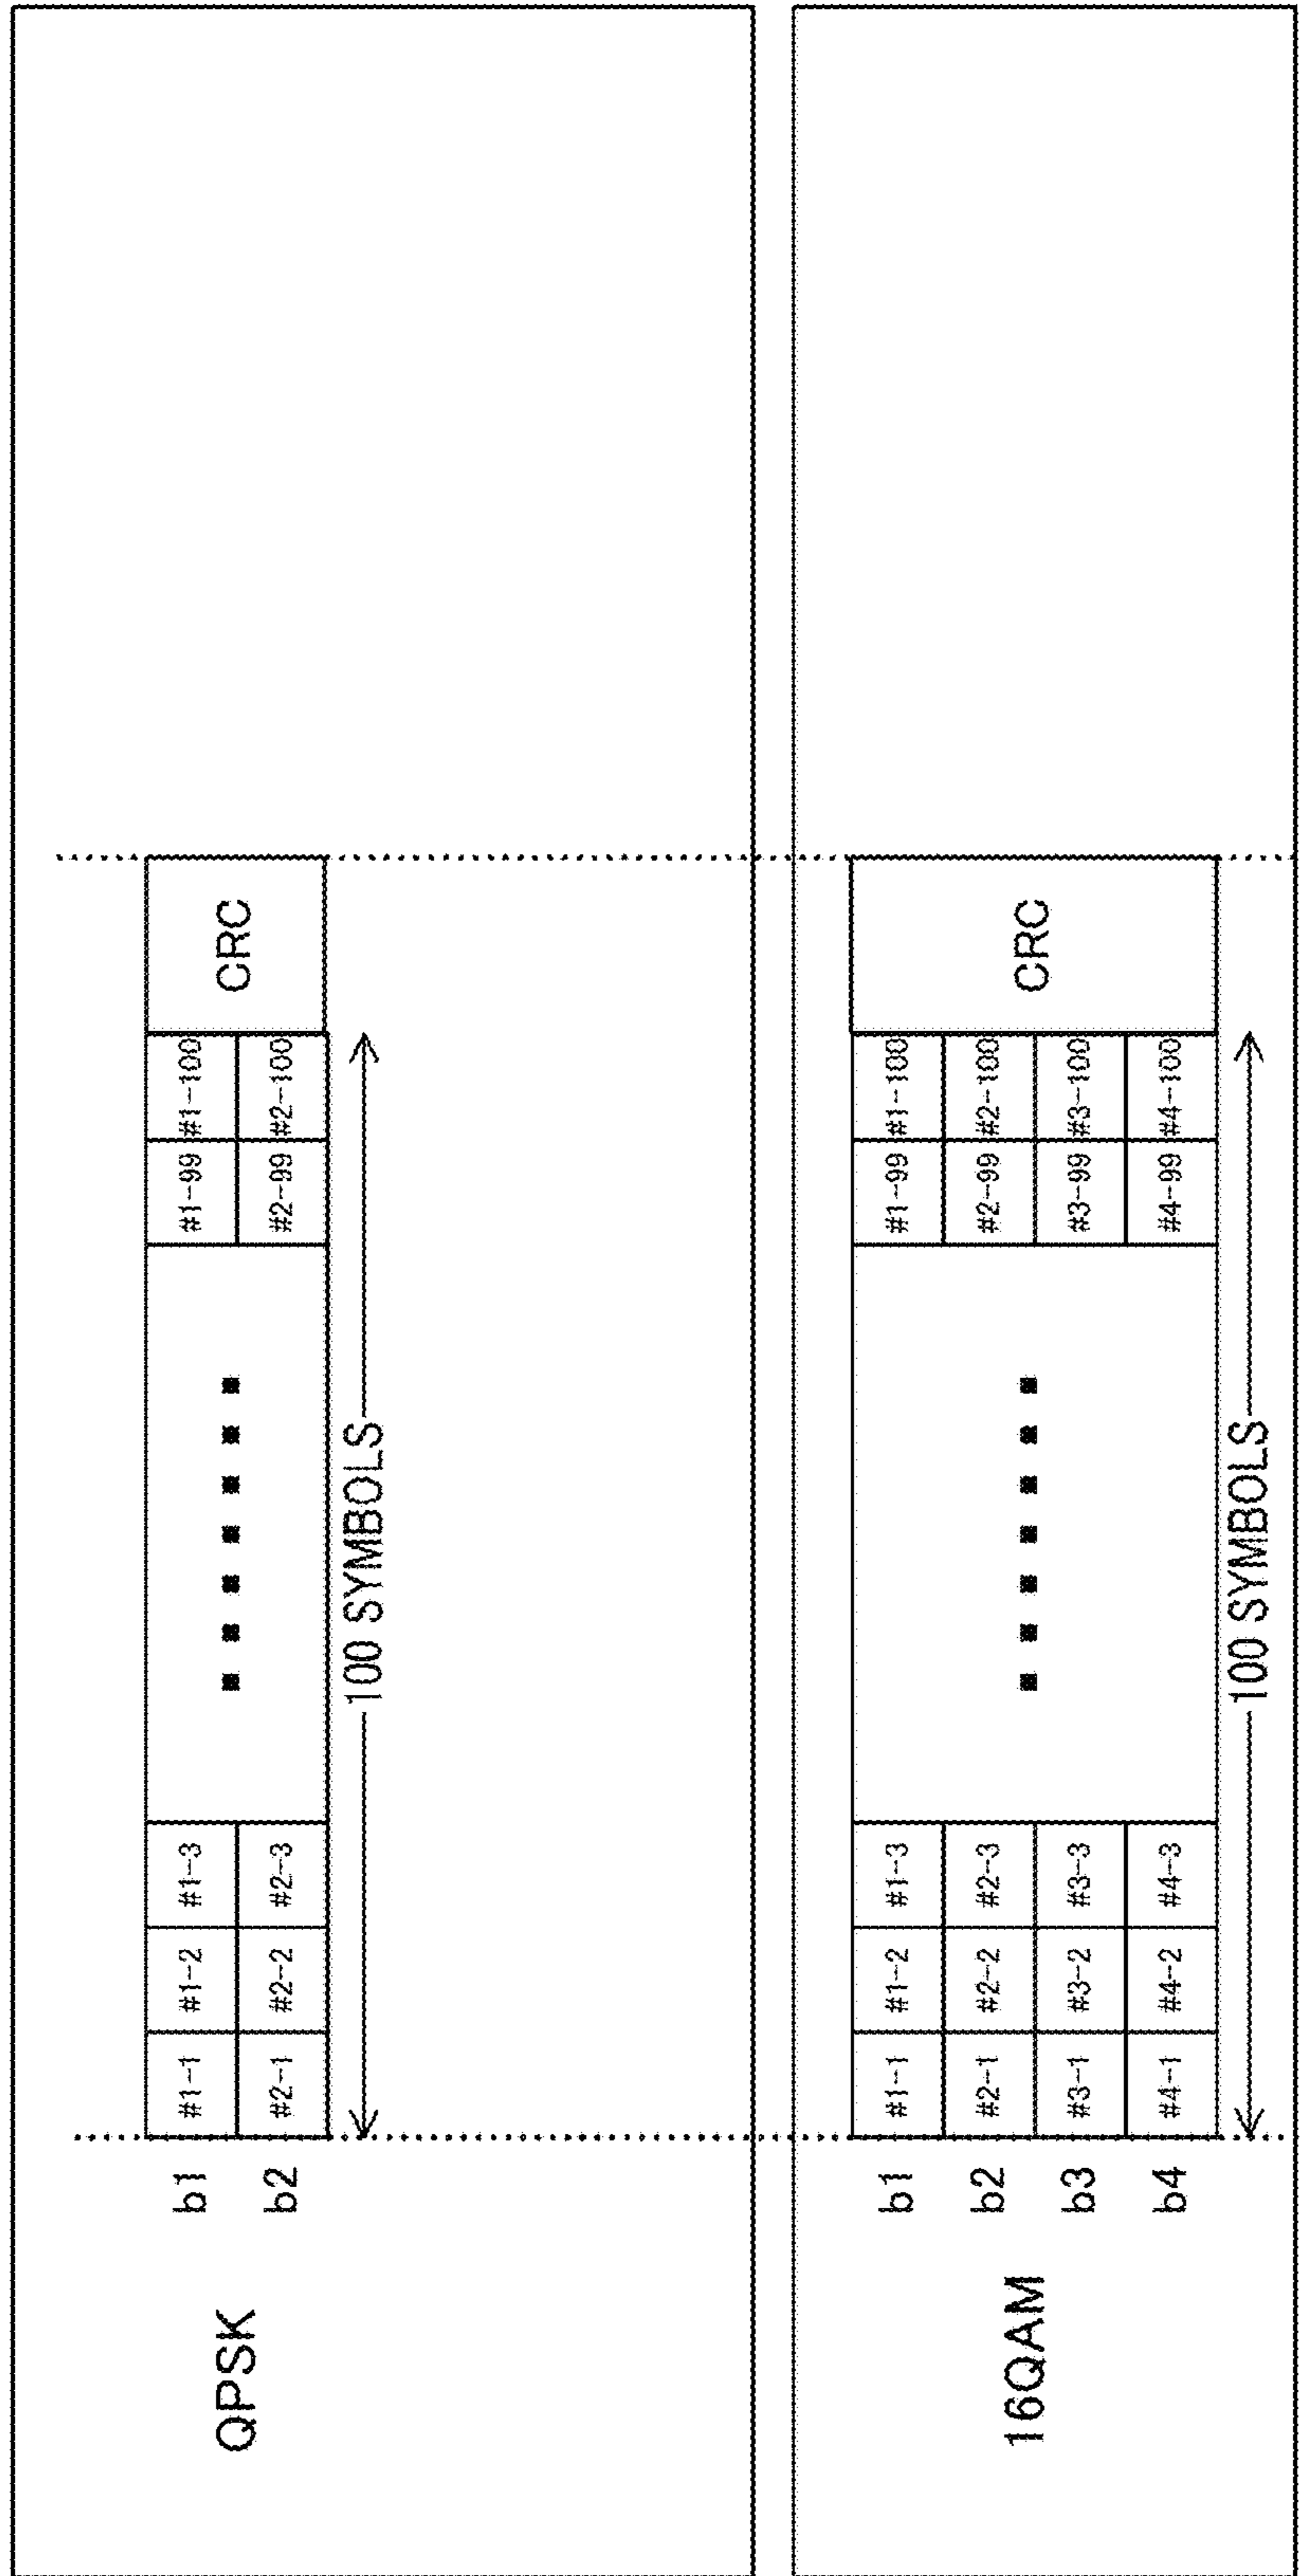 QPSK
b1 #1-1 #1-2 #1-3 #1-99 #1-100
b2 #2-1 #2-2 #2-3 #2-99 #2-100
CRC
100 SYMBOLS
16QAM
b1 #1-1 #1-2 #1-3 #1-99 #1-100
b2 #2-1 #2-2 #2-3 #2-99 #2-100
b3 #3-1 #3-2 #3-3 #3-99 #3-100
b4 #4-1 #4-2 #4-3 #4-99 #4-100
CRC
100 SYMBOLS